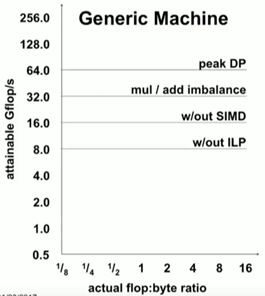 Generic Machine
256.0
128.0
64.0
32.0
16.0
8.0
4.0
2.0
1.0
0.5
attainable Gflop/s
peak DP
mul / add imbalance
w/out SIMD
w/out ILP
1/8 1/4 1/2 1 2 4 8 16
actual flop:byte ratio